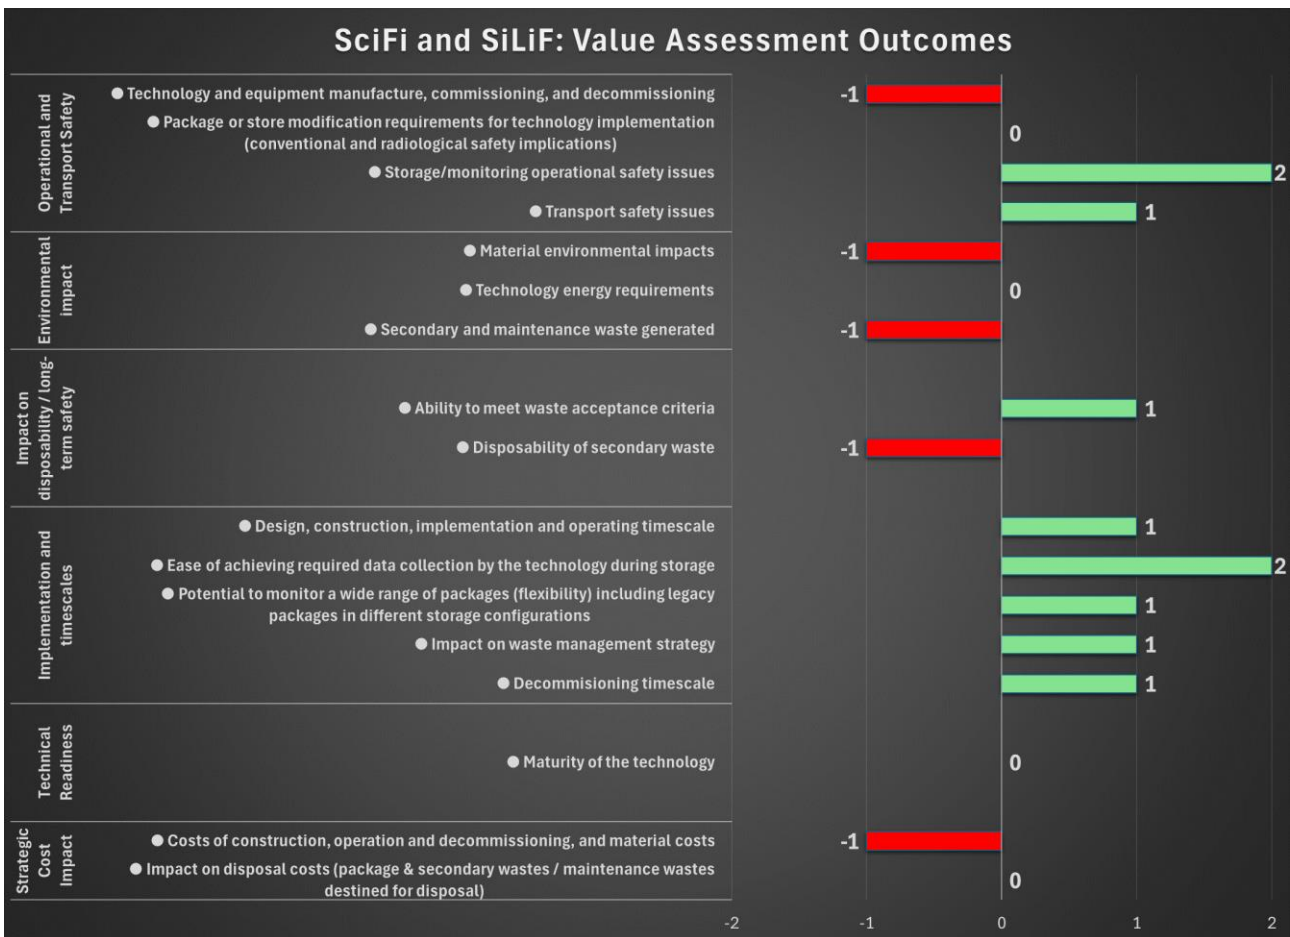 SciFi and SiLiF: Value Assessment Outcomes
Operational and
Transport Safety
● Technology and equipment manufacture, commissioning, and decommissioning
-1
● Package or store modification requirements for technology implementation
(conventional and radiological safety implications)
0
● Storage/monitoring operational safety issues
2
● Transport safety issues
1
Environmental
impact
● Material environmental impacts
-1
● Technology energy requirements
0
● Secondary and maintenance waste generated
-1
Impact on
disposability / long-
term safety
● Ability to meet waste acceptance criteria
1
● Disposability of secondary waste
-1
Implementation and
timescales
● Design, construction, implementation and operating timescale
1
● Ease of achieving required data collection by the technology during storage
2
● Potential to monitor a wide range of packages (flexibility) including legacy
packages in different storage configurations
1
● Impact on waste management strategy
1
● Decommisioning timescale
1
Technical
Readiness
● Maturity of the technology
0
Strategic
Cost
Impact
● Costs of construction, operation and decommissioning, and material costs
-1
● Impact on disposal costs (package & secondary wastes / maintenance wastes
destined for disposal)
0
-2
-1
0
1
2